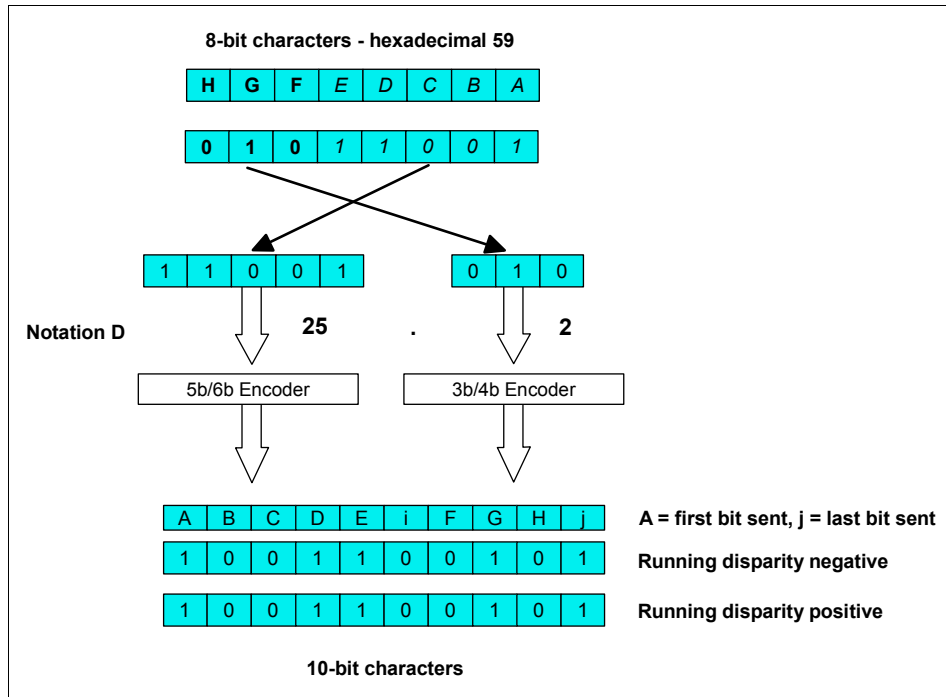 8-bit characters - hexadecimal 59
H G F E D C B A
0 1 0 1 1 0 0 1
1 1 0 0 1 0 1 0
Notation D 25 . 2
5b/6b Encoder 3b/4b Encoder
A B C D E i F G H j A = first bit sent, j = last bit sent
1 0 0 1 1 0 0 1 0 1 Running disparity negative
1 0 0 1 1 0 0 1 0 1 Running disparity positive
10-bit characters